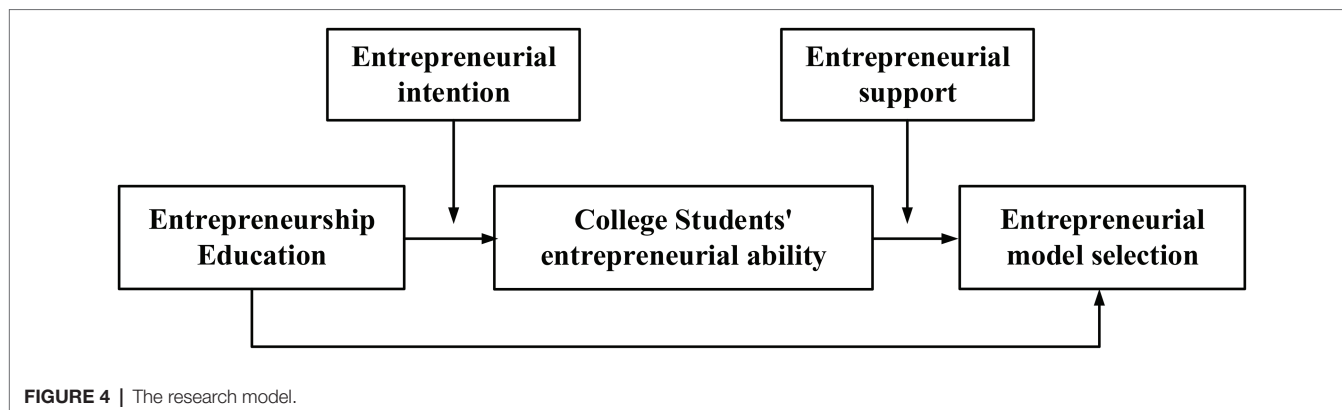 Entrepreneurial
intention
Entrepreneurial
support
Entrepreneurship
Education
College Students'
entrepreneurial ability
Entrepreneurial
model selection
FIGURE 4 | The research model.